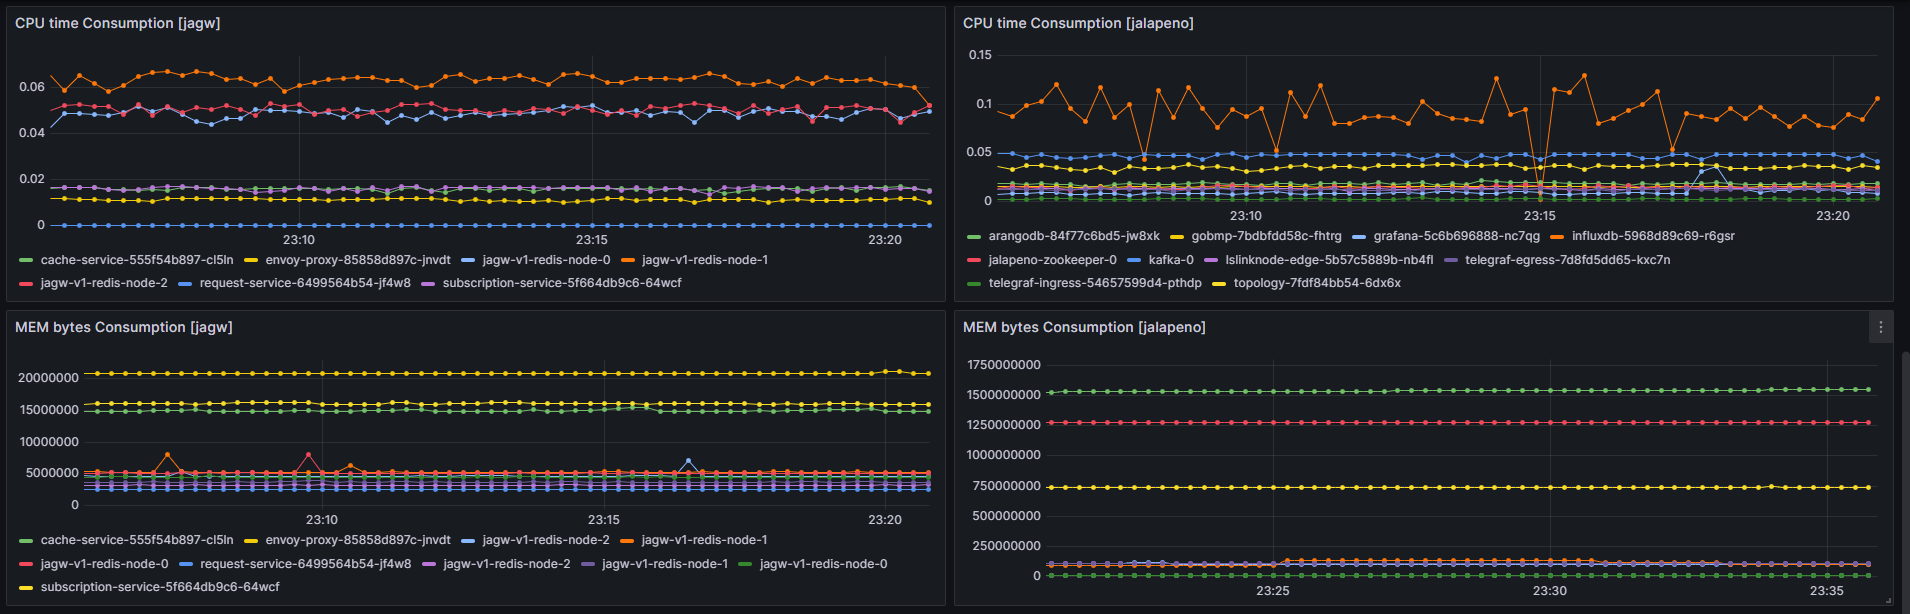 CPU time Consumption [jagw]
0.06
0.04
0.02
0
23:10 23:15 23:20
cache-service-555f54b897-cl5ln envoy-proxy-85858d897c-jnvdt jagw-v1-redis-node-0 jagw-v1-redis-node-1
jagw-v1-redis-node-2 request-service-6499564b54-jf4w8 subscription-service-5f664db9c6-64wcf
CPU time Consumption [jalapeno]
0.15
0.1
0.05
0
23:10 23:15 23:20
arangodb-84f77c6bd5-jw8xk gobmp-7bdbfdd58c-fhtrg grafana-5c6b696888-nc7qg influxdb-5968d89c69-r6gsr
jalapeno-zookeeper-0 kafka-0 lslinknode-edge-5b57c5889b-nb4fl telegraf-egress-7d8fd5dd65-kxc7n
telegraf-ingress-54657599d4-pthdp topology-7fdf84bb54-6dx6x
MEM bytes Consumption [jagw]
20000000
15000000
10000000
5000000
0
23:10 23:15 23:20
cache-service-555f54b897-cl5ln envoy-proxy-85858d897c-jnvdt jagw-v1-redis-node-2 jagw-v1-redis-node-1
jagw-v1-redis-node-0 request-service-6499564b54-jf4w8 jagw-v1-redis-node-2 jagw-v1-redis-node-1 jagw-v1-redis-node-0
subscription-service-5f664db9c6-64wcf
MEM bytes Consumption [jalapeno]
1750000000
1500000000
1250000000
1000000000
750000000
500000000
250000000
0
23:25 23:30 23:35